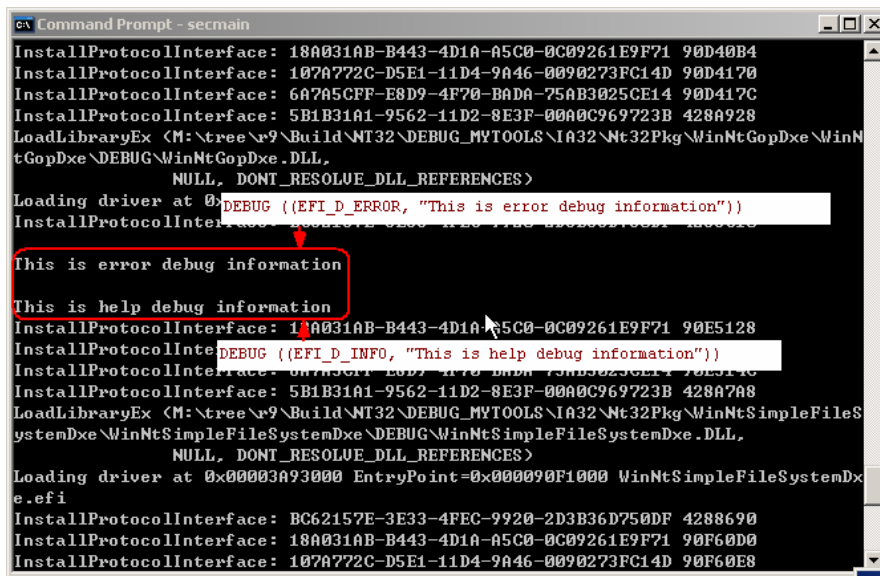 Command Prompt - secmain
InstallProtocolInterface: 18A031AB-B443-4D1A-A5C0-0C09261E9F71 90D40B4
InstallProtocolInterface: 107A772C-D5E1-11D4-9A46-0090273FC14D 90D4170
InstallProtocolInterface: 6A7A5CFF-E8D9-4F70-BADA-75AB3025CE14 90D417C
InstallProtocolInterface: 5B1B31A1-9562-11D2-8E3F-00A0C969723B 428A928
LoadLibraryEx (M:\tree\r9\Build\NT32\DEBUG_MYTOOLS\IA32\Nt32Pkg\WinNtGopDxe\WinN
tGopDxe\DEBUG\WinNtGopDxe.DLL,
NULL, DONT_RESOLVE_DLL_REFERENCES)
Loading driver at
DEBUG ((EFI_D_ERROR, "This is error debug information"))
This is error debug information
This is help debug information
InstallProtocolInterface: 18A031AB-B443-4D1A-A5C0-0C09261E9F71 90E5128
DEBUG ((EFI_D_INFO, "This is help debug information"))
InstallProtocolInterface: 5B1B31A1-9562-11D2-8E3F-00A0C969723B 428A7A8
LoadLibraryEx (M:\tree\r9\Build\NT32\DEBUG_MYTOOLS\IA32\Nt32Pkg\WinNtSimpleFileS
ystemDxe\WinNtSimpleFileSystemDxe\DEBUG\WinNtSimpleFileSystemDxe.DLL,
NULL, DONT_RESOLVE_DLL_REFERENCES)
Loading driver at 0x00003A93000 EntryPoint=0x000090F1000 WinNtSimpleFileSystemDx
e.efi
InstallProtocolInterface: BC62157E-3E33-4FEC-9920-2D3B36D750DF 4288690
InstallProtocolInterface: 18A031AB-B443-4D1A-A5C0-0C09261E9F71 90F60D0
InstallProtocolInterface: 107A772C-D5E1-11D4-9A46-0090273FC14D 90F60E8